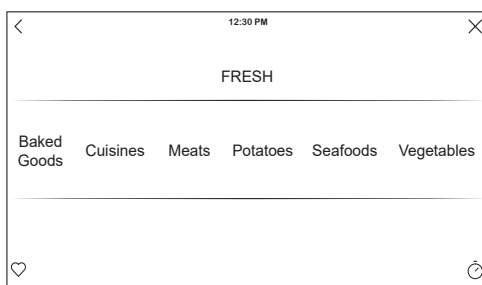 12:30 PM
FRESH
Baked
Goods
Cuisines
Meats
Potatoes
Seafoods
Vegetables